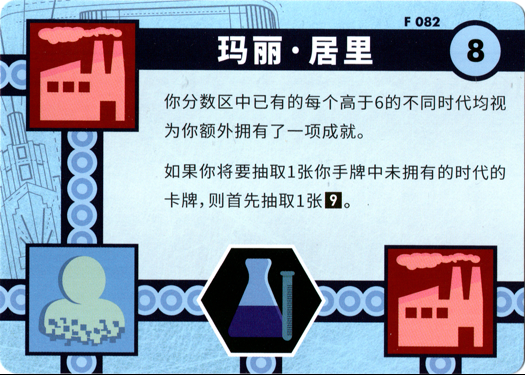 F 082
玛丽·居里
8
你分数区中已有的每个高于6的不同时代均视
为你额外拥有了一项成就。
如果你将要抽取1张你手牌中未拥有的时代的
卡牌,则首先抽取1张9。